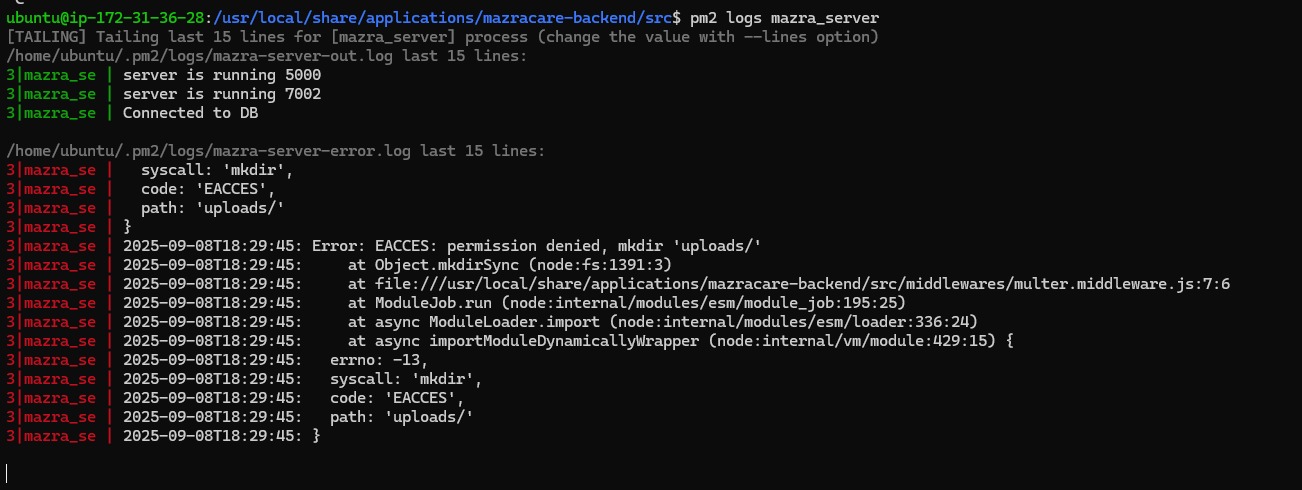 ubuntu@ip-172-31-36-28:/usr/local/share/applications/mazracare-backend/src$ pm2 logs mazra_server
[TAILING] Tailing last 15 lines for [mazra_server] process (change the value with --lines option)
/home/ubuntu/.pm2/logs/mazra-server-out.log last 15 lines:
3|mazra_se | server is running 5000
3|mazra_se | server is running 7002
3|mazra_se | Connected to DB

/home/ubuntu/.pm2/logs/mazra-server-error.log last 15 lines:
3|mazra_se |   syscall: 'mkdir',
3|mazra_se |   code: 'EACCES',
3|mazra_se |   path: 'uploads/'
3|mazra_se | }
3|mazra_se | 2025-09-08T18:29:45: Error: EACCES: permission denied, mkdir 'uploads/'
3|mazra_se | 2025-09-08T18:29:45:     at Object.mkdirSync (node:fs:1391:3)
3|mazra_se | 2025-09-08T18:29:45:     at file:///usr/local/share/applications/mazracare-backend/src/middlewares/multer.middleware.js:7:6
3|mazra_se | 2025-09-08T18:29:45:     at ModuleJob.run (node:internal/modules/esm/module_job:195:25)
3|mazra_se | 2025-09-08T18:29:45:     at async ModuleLoader.import (node:internal/modules/esm/loader:336:24)
3|mazra_se | 2025-09-08T18:29:45:     at async importModuleDynamicallyWrapper (node:internal/vm/module:429:15) {
3|mazra_se | 2025-09-08T18:29:45:   errno: -13,
3|mazra_se | 2025-09-08T18:29:45:   syscall: 'mkdir',
3|mazra_se | 2025-09-08T18:29:45:   code: 'EACCES',
3|mazra_se | 2025-09-08T18:29:45:   path: 'uploads/'
3|mazra_se | 2025-09-08T18:29:45: }